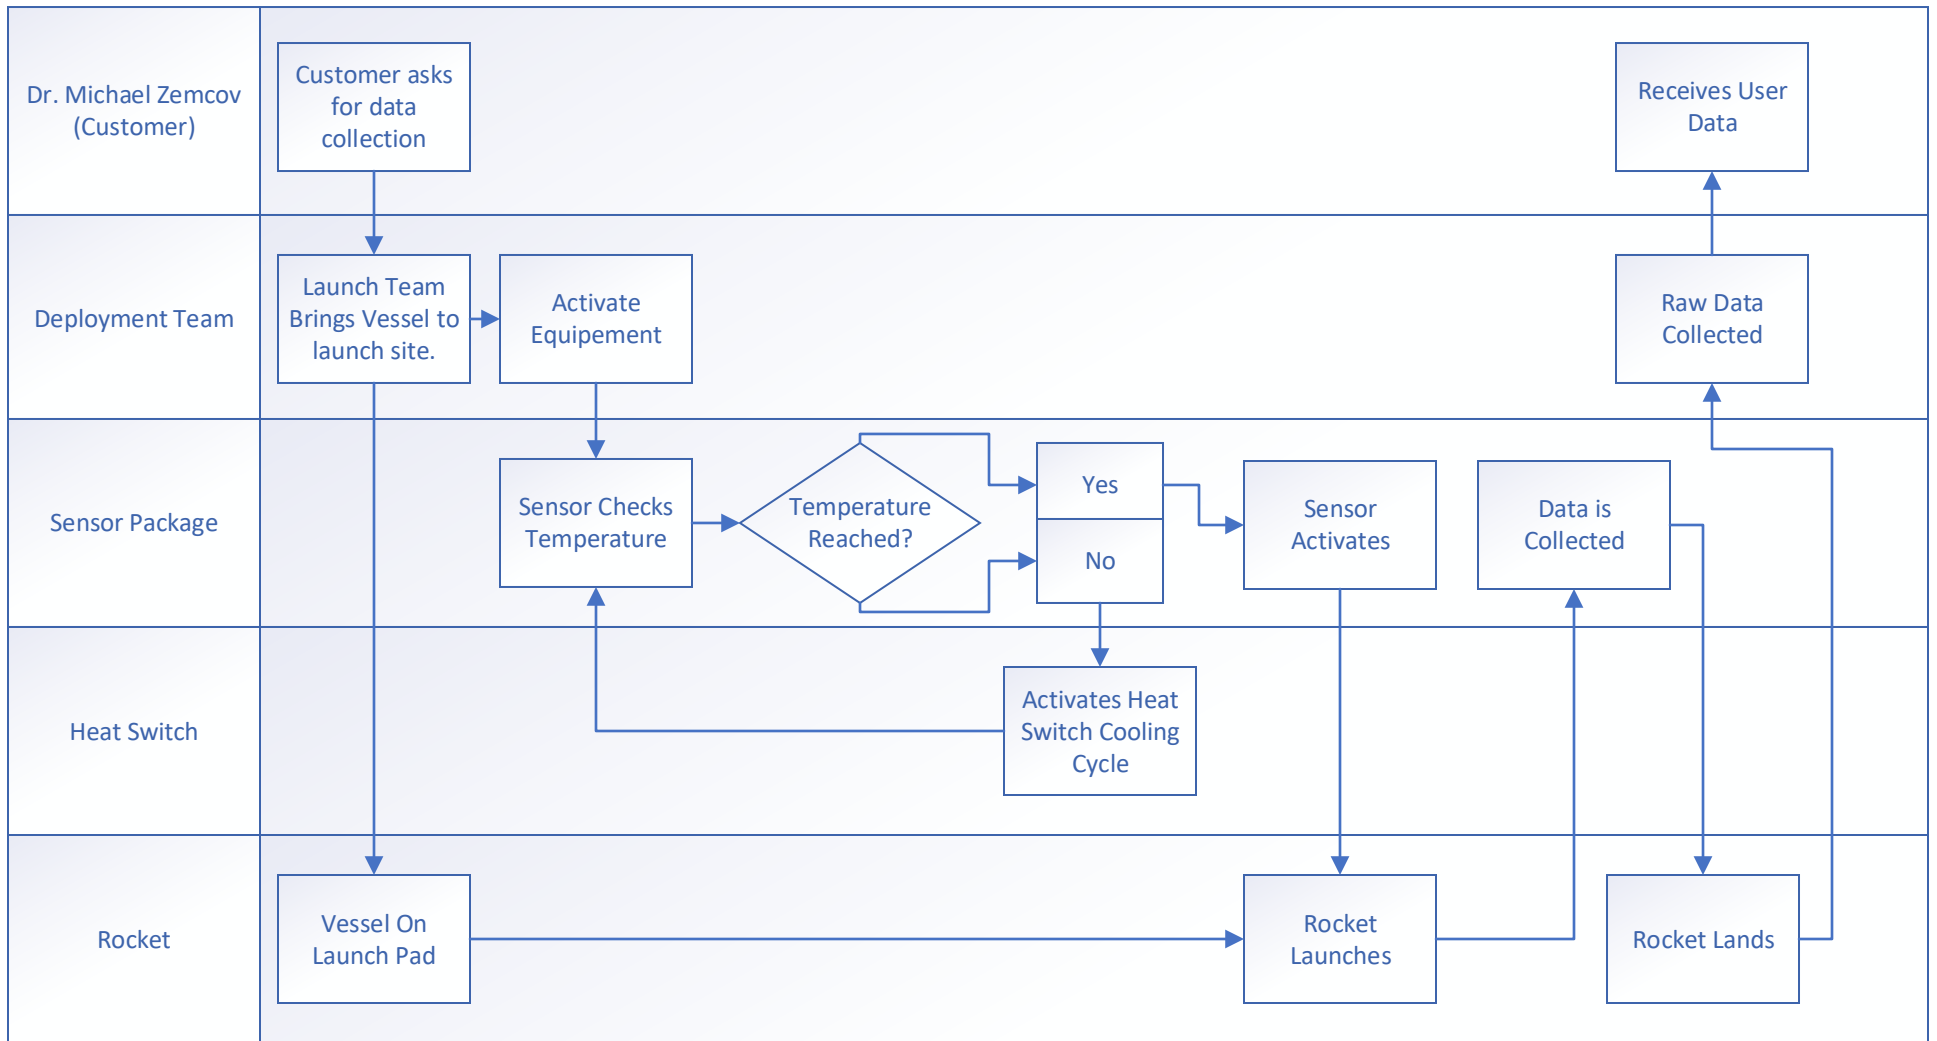 Dr. Michael Zemcov
(Customer)
Customer asks
for data
collection
Receives User
Data
Deployment Team
Launch Team
Brings Vessel to
launch site.
Activate
Equipement
Raw Data
Collected
Sensor Package
Sensor Checks
Temperature
Temperature
Reached?
Yes
No
Sensor
Activates
Data is
Collected
Heat Switch
Activates Heat
Switch Cooling
Cycle
Rocket
Vessel On
Launch Pad
Rocket
Launches
Rocket Lands